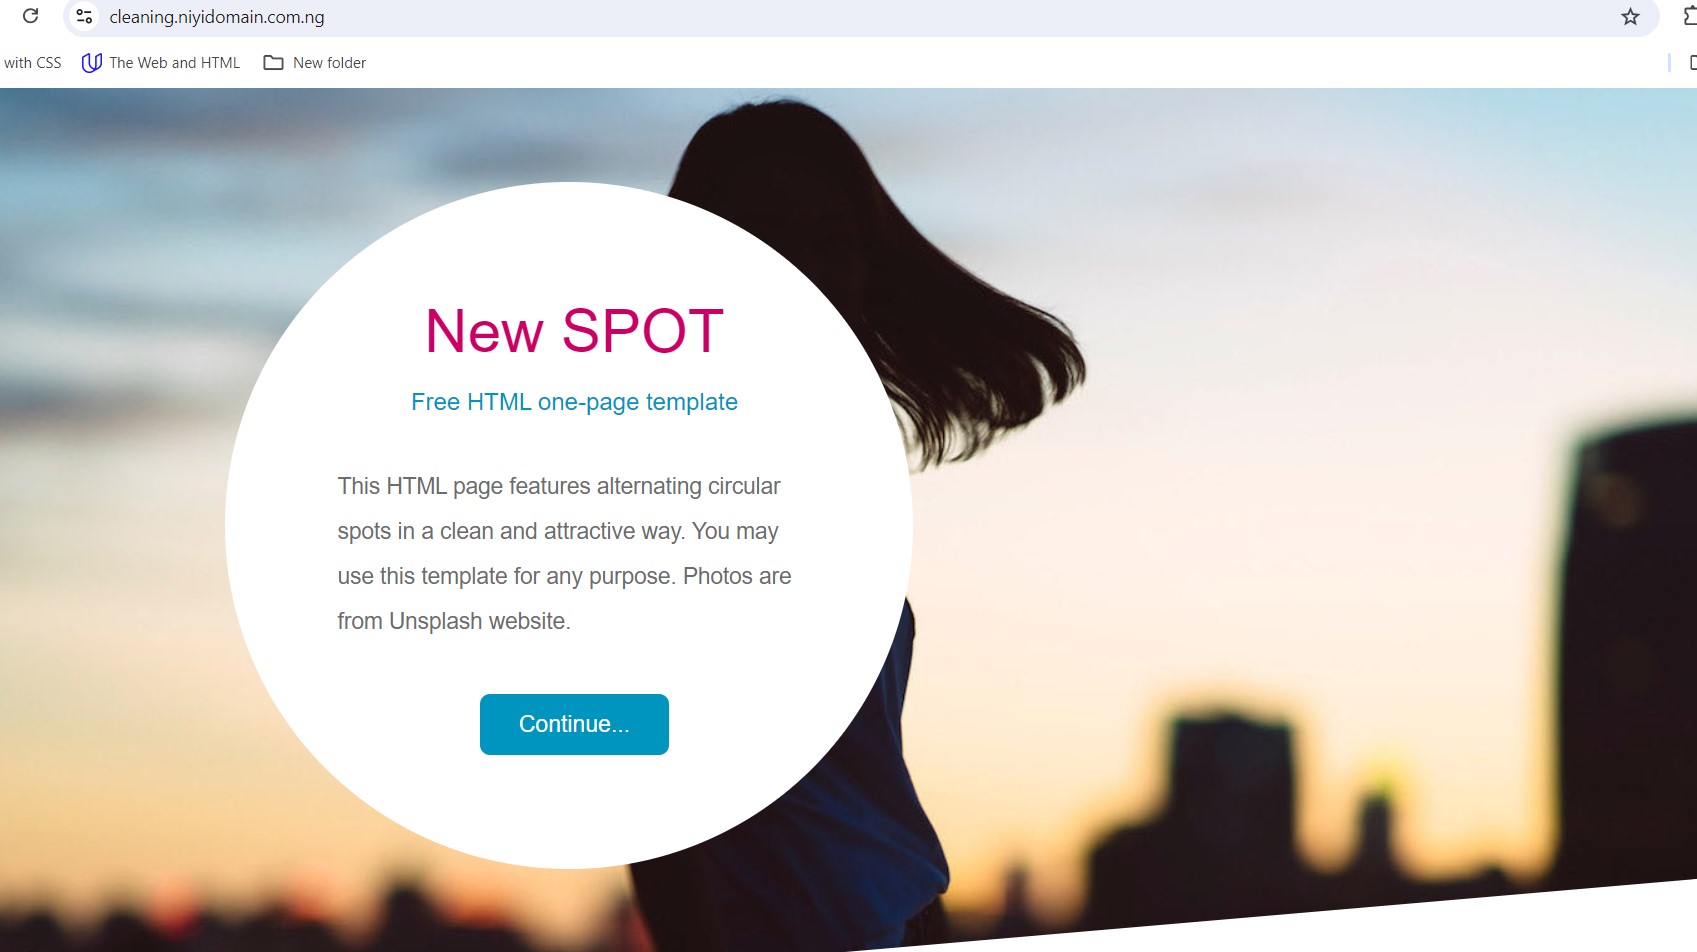 cleaning.niyidomain.com.ng
with CSS The Web and HTML New folder
New SPOT
Free HTML one-page template
This HTML page features alternating circular
spots in a clean and attractive way. You may
use this template for any purpose. Photos are
from Unsplash website.
Continue...